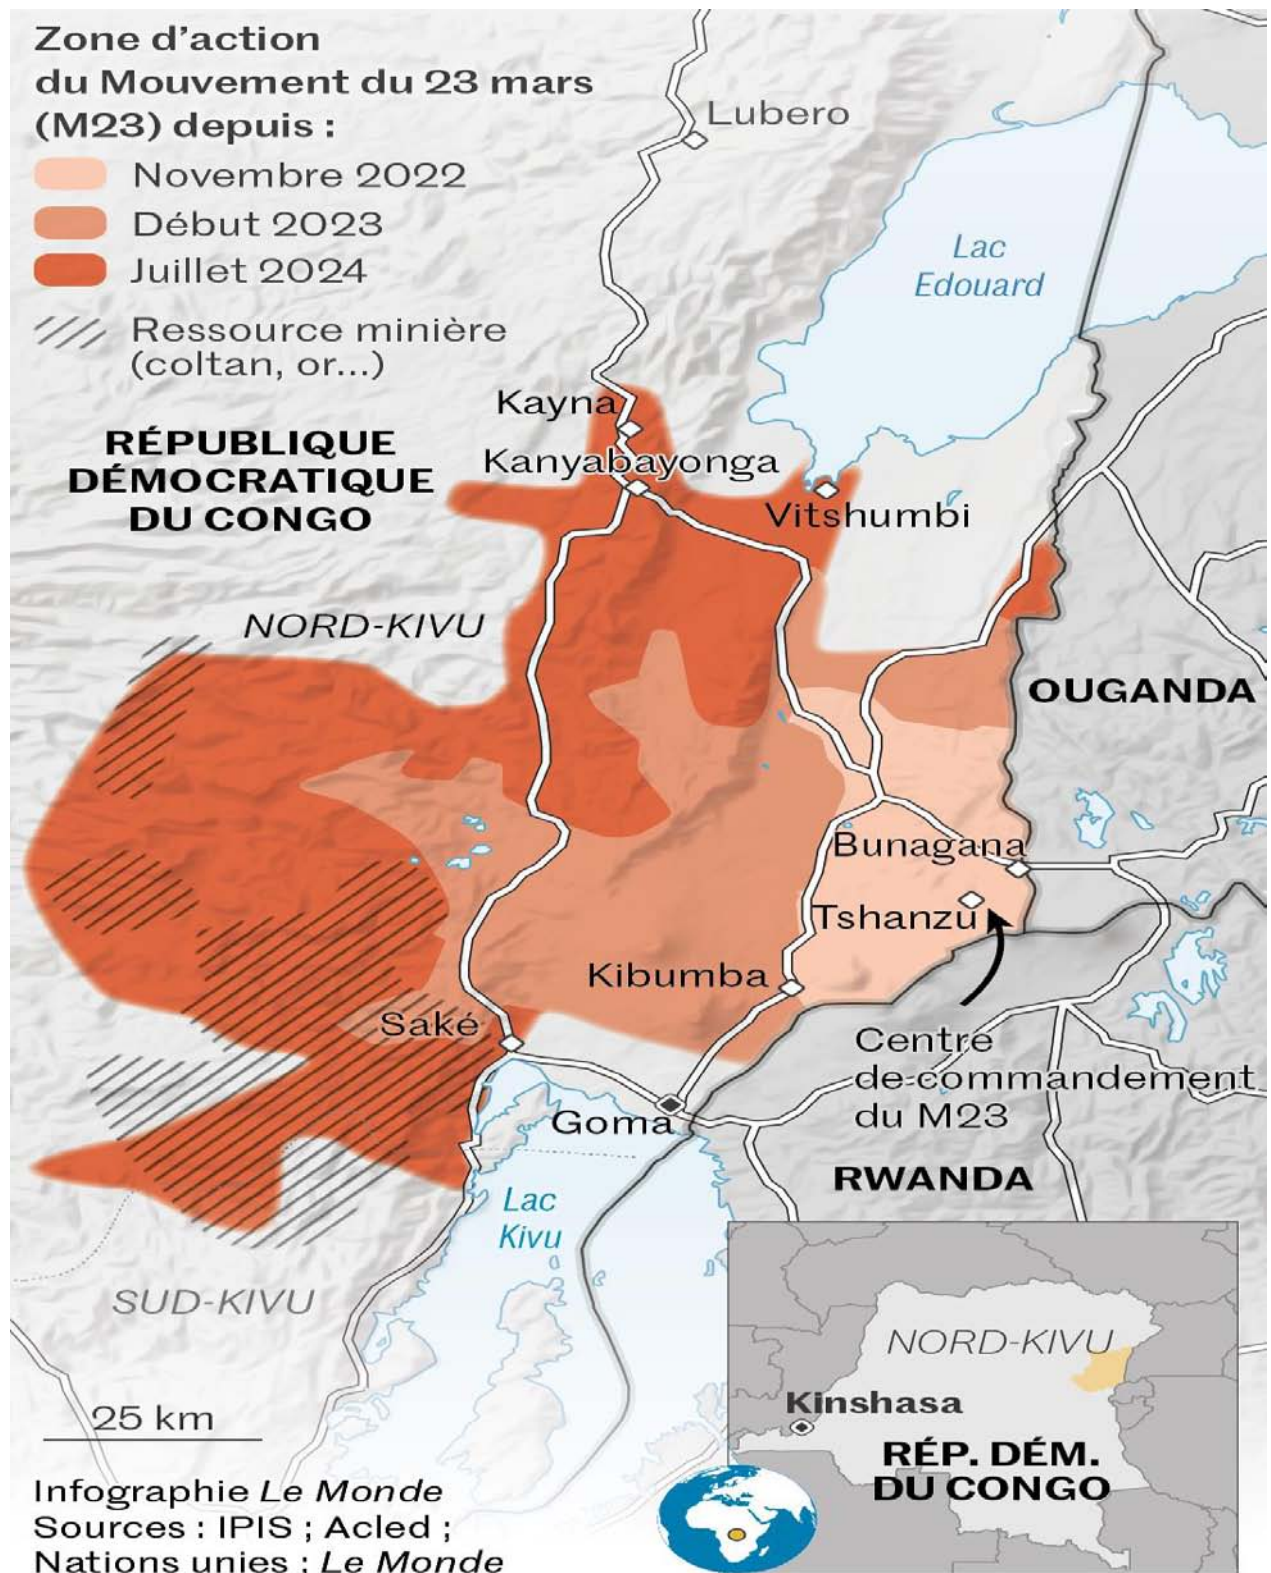 Zone d’action
du Mouvement du 23 mars
(M23) depuis :
Novembre 2022
Début 2023
Juillet 2024
Ressource minière
(coltan, or...)
Lubero
Lac
Edouard
Kayna
RÉPUBLIQUE
DÉMOCRATIQUE
DU CONGO
Kanyabayonga
Vitshumbi
NORD-KIVU
OUGANDA
Bunagana
Tshanzu
Kibumba
Saké
Centre
de commandement
du M23
Goma
RWANDA
Lac
Kivu
SUD-KIVU
NORD-KIVU
Kinshasa
RÉP. DÉM.
DU CONGO
25 km
Infographie Le Monde
Sources : IPIS ; Acled ;
Nations unies ; Le Monde